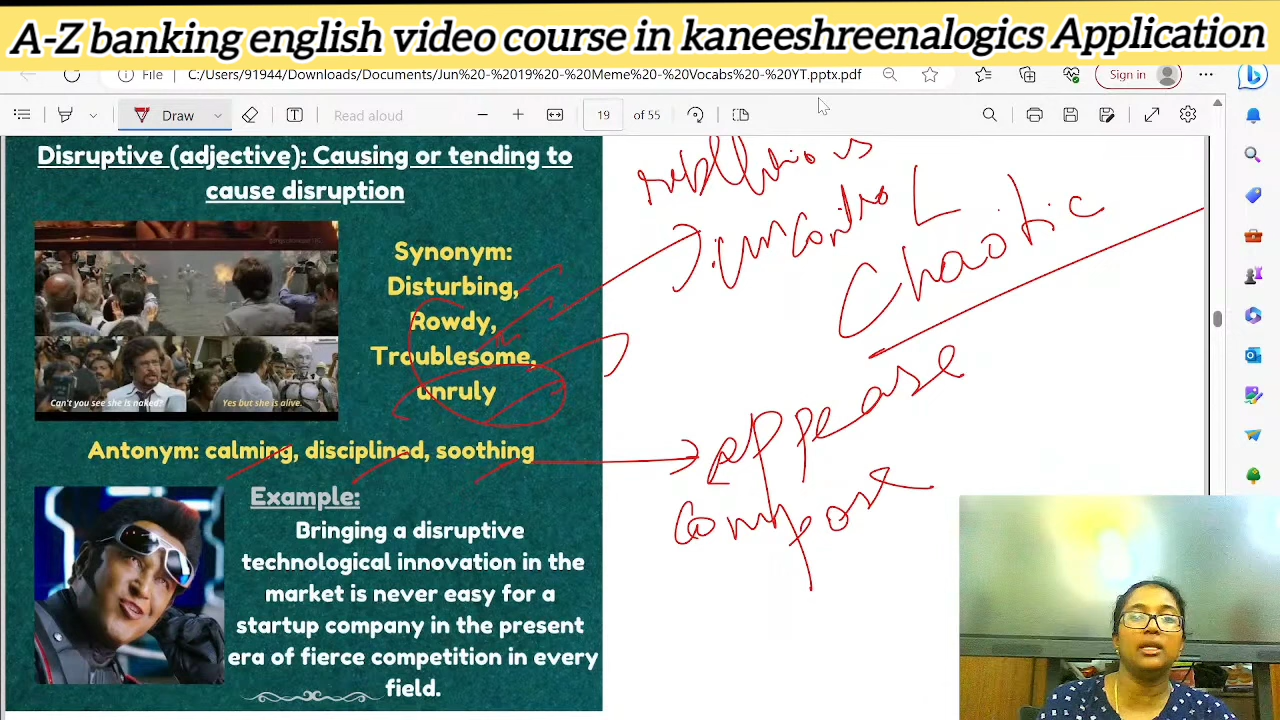 A-Z banking english video course in kaneeshreenalogics Application
File C:/Users/91944/Downloads/Documents/Jun%20-%2019%20-%20Meme%20-%20Vocabs%20-%20YT.pptx.pdf Sign in
Draw Read aloud 19 of 55
Disruptive (adjective): Causing or tending to
cause disruption
Synonym:
Disturbing,
Rowdy,
Troublesome,
unruly
Can't you see she is naked? Yes but she is alive.
Antonym: calming, disciplined, soothing
Example:
Bringing a disruptive
technological innovation in the
market is never easy for a
startup company in the present
era of fierce competition in every
field.
uncontrol
Chaotic
appease
compose